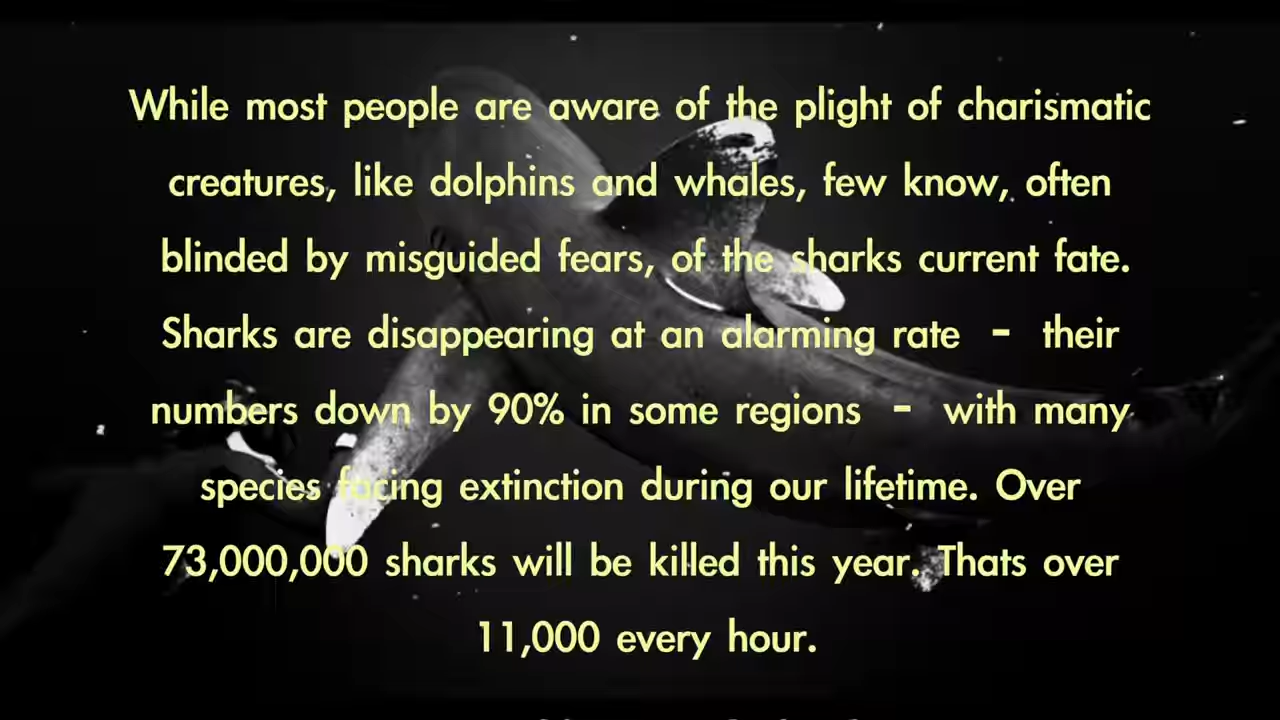 While most people are aware of the plight of charismatic
creatures, like dolphins and whales, few know, often
blinded by misguided fears, of the sharks current fate.
Sharks are disappearing at an alarming rate - their
numbers down by 90% in some regions - with many
species facing extinction during our lifetime. Over
73,000,000 sharks will be killed this year. Thats over
11,000 every hour.